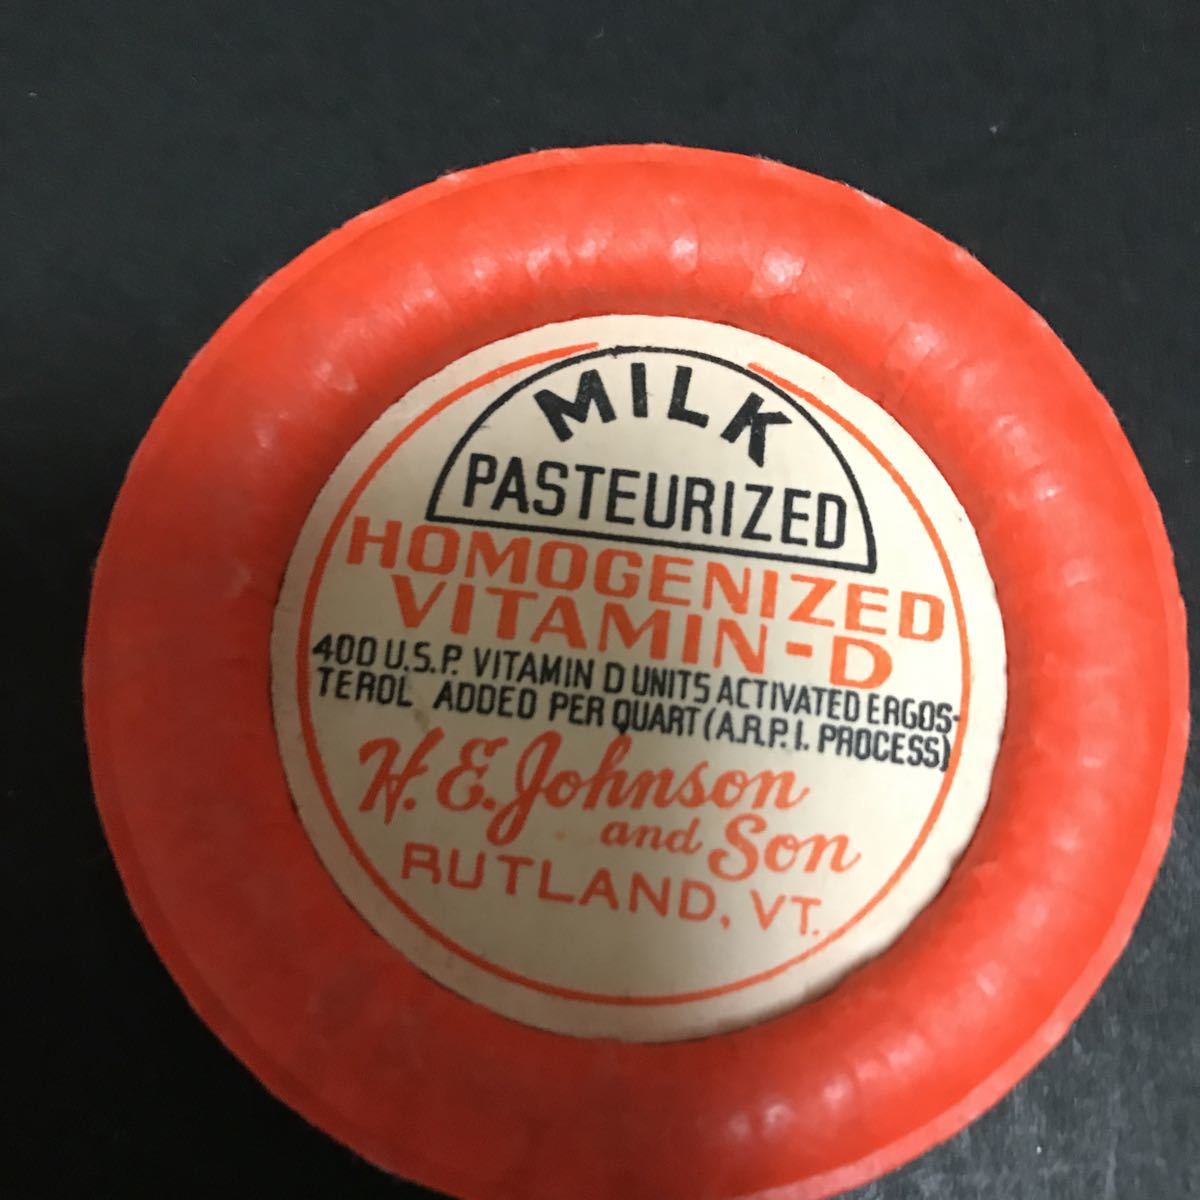 MILK
PASTEURIZED
HOMOGENIZED
VITAMIN-D
400 U.S.P. VITAMIN D UNITS ACTIVATED ERGOS-
TEROL ADDED PER QUART (A.R.P.I. PROCESS)
H. E. Johnson
and Son
RUTLAND, VT.